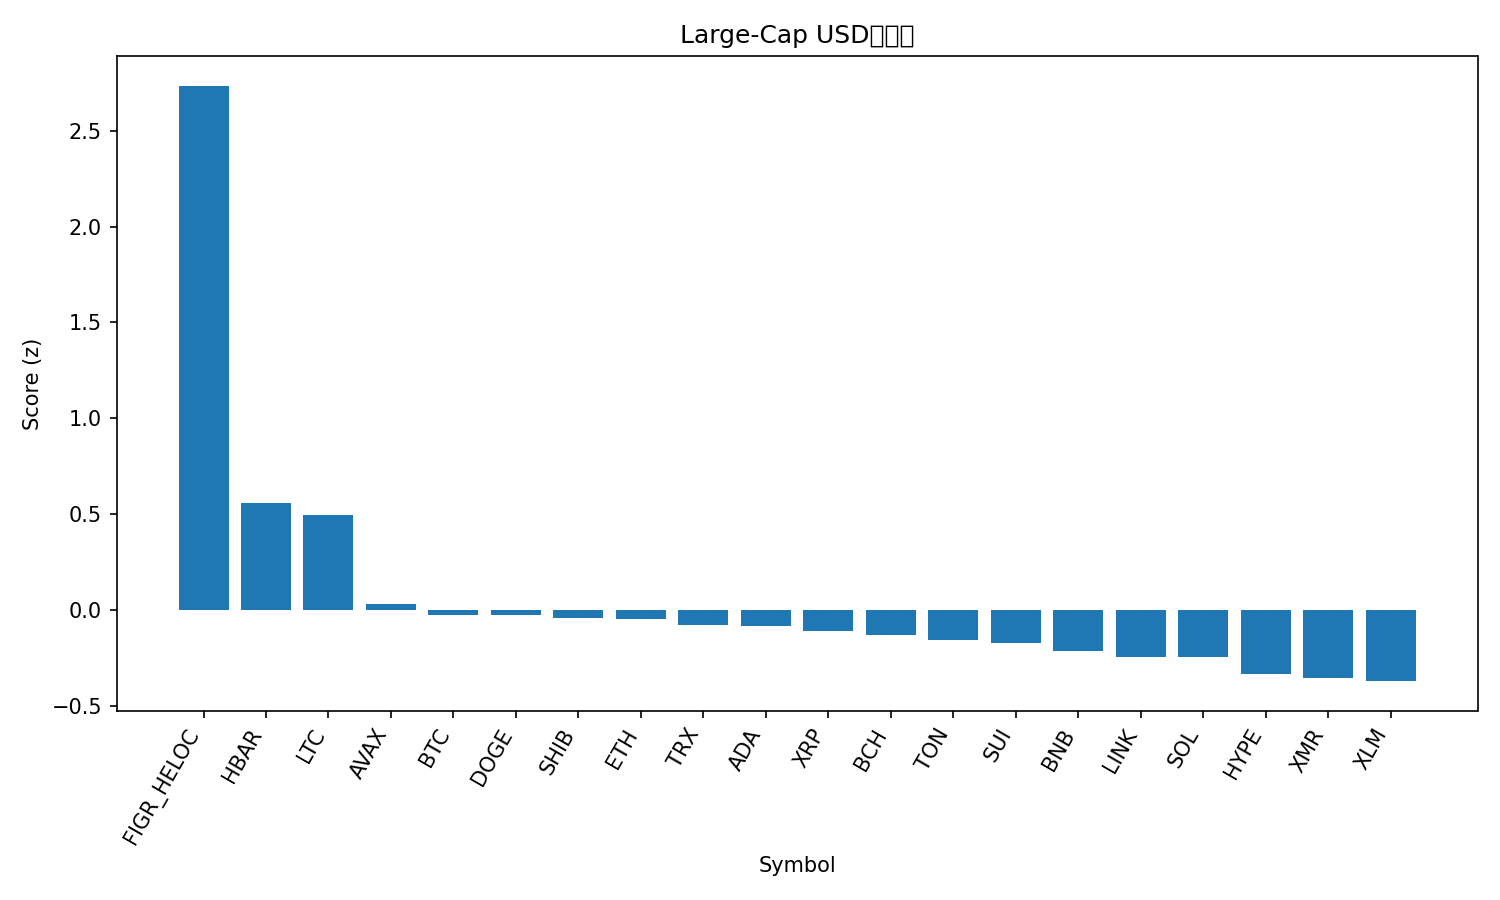 Large-Cap USD
2.5
2.0
1.5
1.0
0.5
0.0
−0.5
Score (z)
FIGR_HELOC
HBAR
LTC
AVAX
BTC
DOGE
SHIB
ETH
TRX
ADA
XRP
BCH
TON
SUI
BNB
LINK
SOL
HYPE
XMR
XLM
Symbol